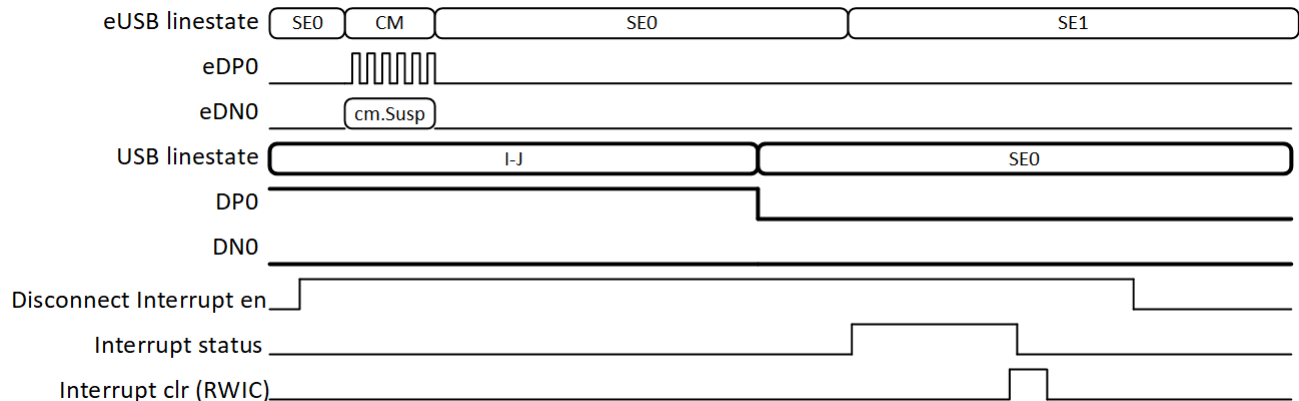 eUSB linestate SE0 CM SE0 SE1
eDP0
eDN0 cm.Susp
USB linestate I-J SE0
DP0
DN0
Disconnect Interrupt en
Interrupt status
Interrupt clr (RWIC)